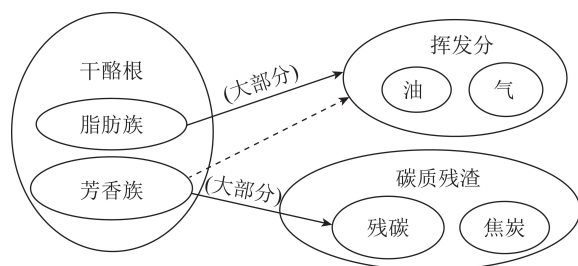 干酪根
脂肪族
芳香族
(大部分)
(大部分)
挥发分
油
气
碳质残渣
残碳
焦炭